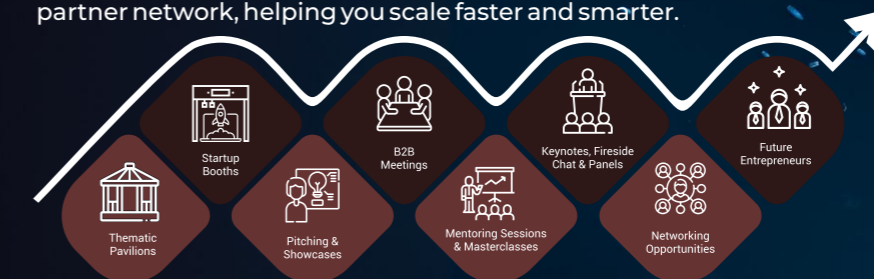 partner network, helping you scale faster and smarter.
Startup
Booths
B2B
Meetings
Keynotes, Fireside
Chat & Panels
Future
Entrepreneurs
Thematic
Pavilions
Pitching &
Showcases
Mentoring Sessions
& Masterclasses
Networking
Opportunities